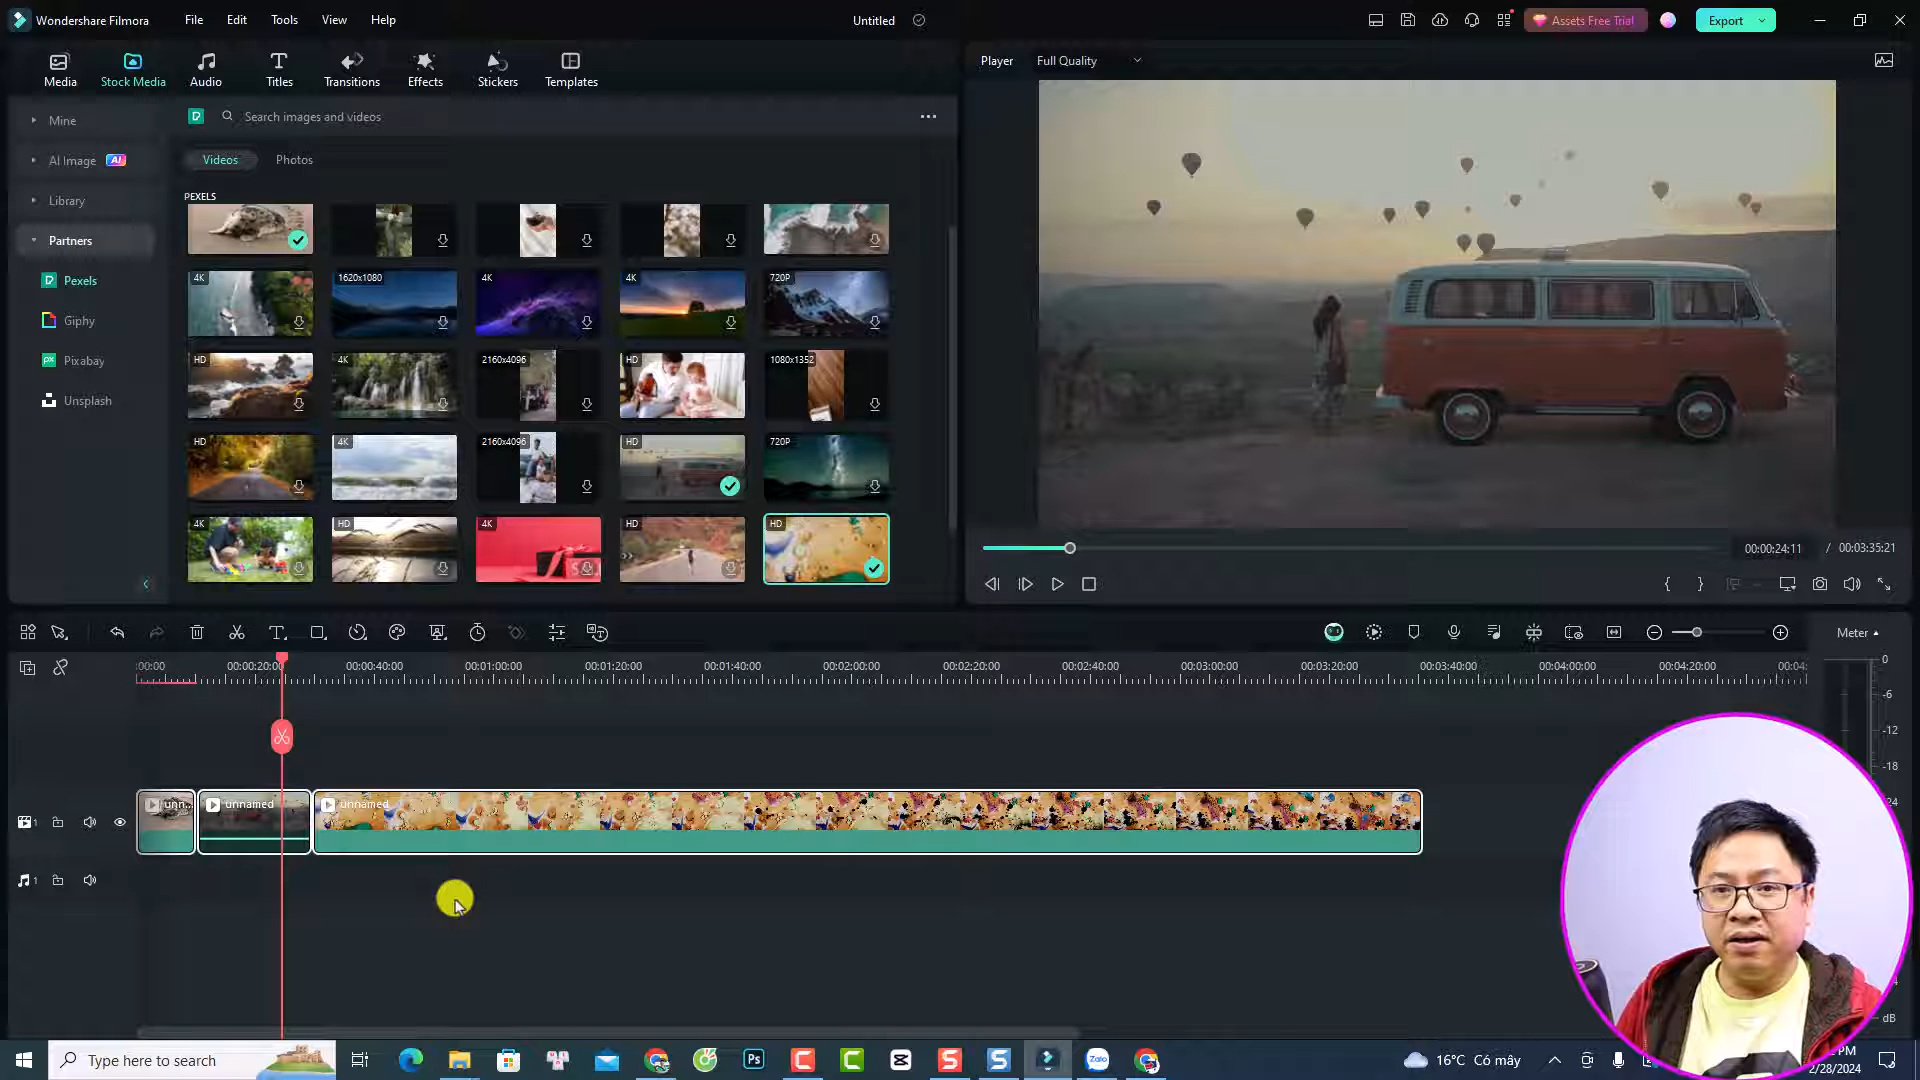 Wondershare Filmora
File
Edit
Tools
View
Help
Untitled
Assets Free Trial
Export
Media
Stock Media
Audio
Titles
Transitions
Effects
Stickers
Templates
Player
Full Quality
Mine
AI Image
AI
Library
Partners
Pexels
Giphy
Pixabay
Unsplash
Search images and videos
Videos
Photos
PEXELS
4K
1620x1080
4K
4K
720P
HD
4K
2160x4096
HD
1080x1352
HD
4K
2160x4096
HD
720P
4K
HD
4K
HD
HD
00:00:24:11
/ 00:03:35:21
Meter
:00:00
00:00:20:00
00:00:40:00
00:01:00:00
00:01:20:00
00:01:40:00
00:02:00:00
00:02:20:00
00:02:40:00
00:03:00:00
00:03:20:00
00:03:40:00
00:04:00:00
00:04:20:00
00:04:
0
-6
-12
-18
24
dB
unn...
unnamed
unnamed
1
1
Type here to search
Ps
Zalo
16°C Có mây
PM
2/28/2024